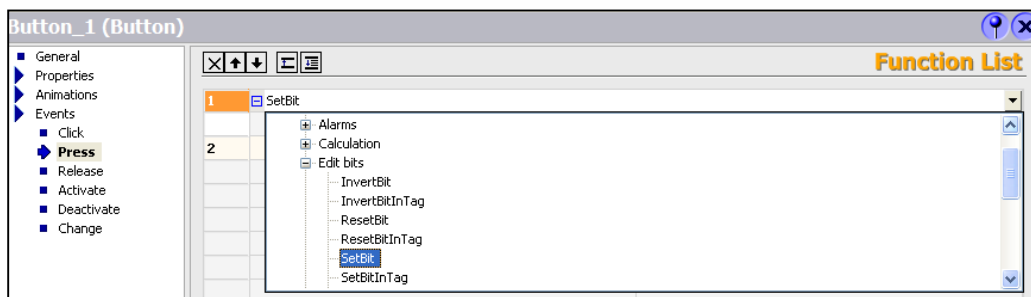 Button_1 (Button)
General
Properties
Animations
Events
Click
Press
Release
Activate
Deactivate
Change
Function List
1 SetBit
Alarms
Calculation
2
Edit bits
InvertBit
InvertBitInTag
ResetBit
ResetBitInTag
SetBit
SetBitInTag